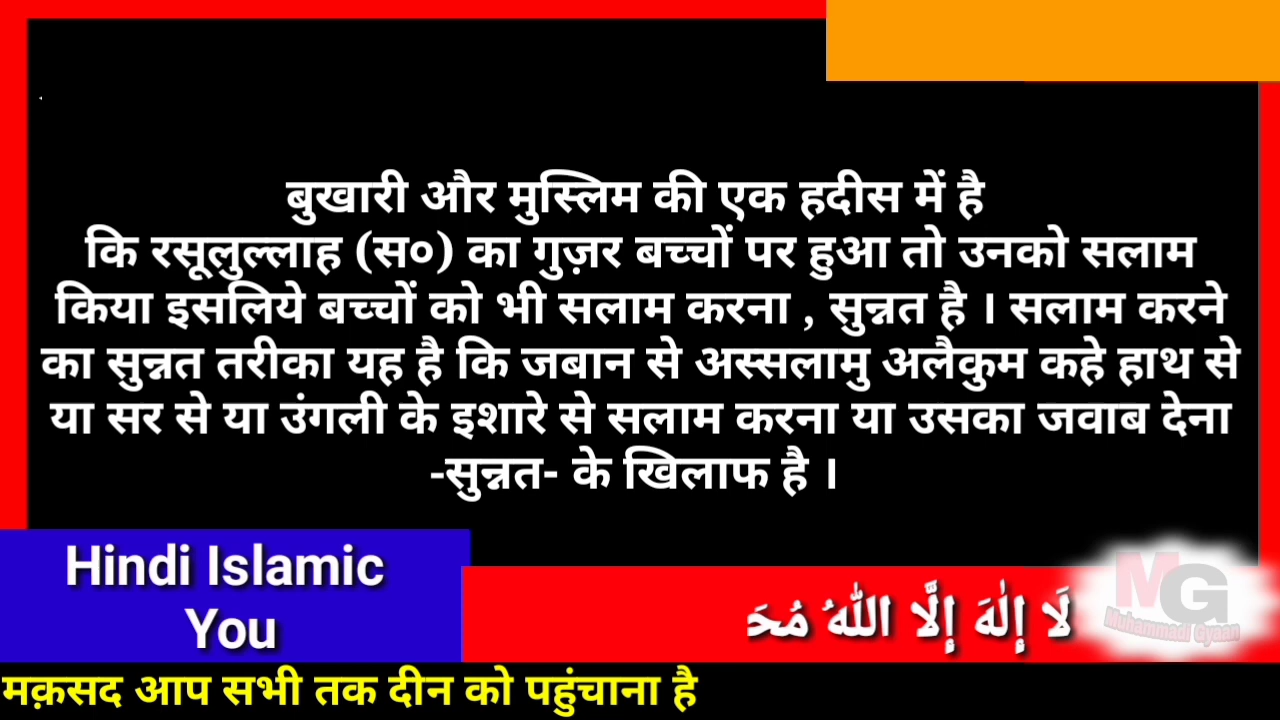 बुखारी और मुस्लिम की एक हदीस में है
कि रसूलुल्लाह (स०) का गुज़र बच्चों पर हुआ तो उनको सलाम
किया इसलिये बच्चों को भी सलाम करना , सुन्नत है । सलाम करने
का सुन्नत तरीका यह है कि जबान से अस्सलामु अलैकुम कहे हाथ से
या सर से या उंगली के इशारे से सलाम करना या उसका जवाब देना
-सुन्नत- के खिलाफ है ।
Hindi Islamic
You
لَا إِلٰهَ إِلَّا اللهُ مُحَ
MG
Muhammadi Gyaan
मक़सद आप सभी तक दीन को पहुंचाना है